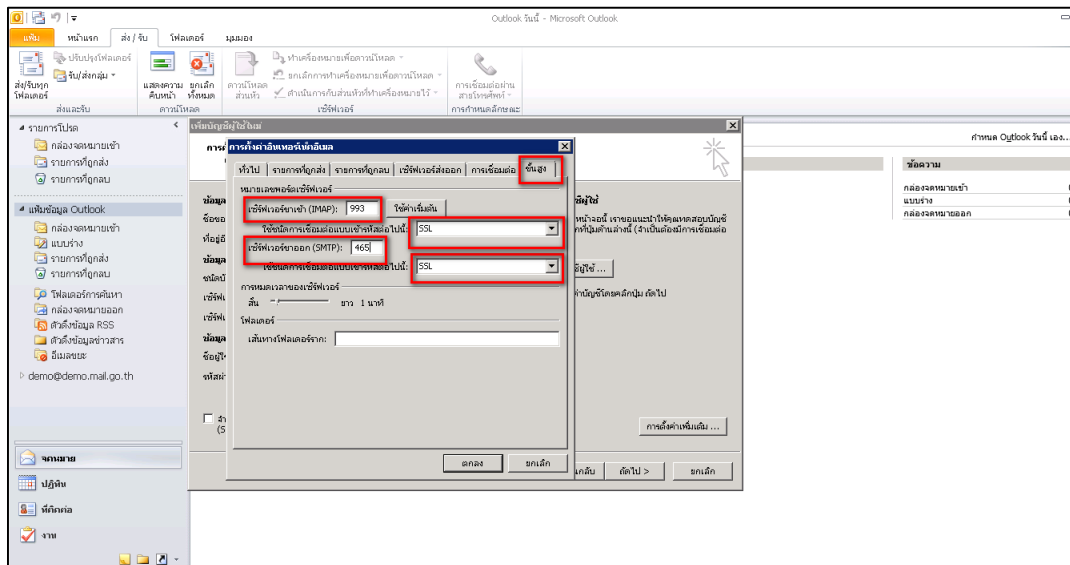 Outlook วันนี้ - Microsoft Outlook
แฟ้ม หน้าแรก ส่ง / รับ โฟลเดอร์ มุมมอง
ส่ง/รับทุกโฟลเดอร์
ปรับปรุงโฟลเดอร์
รับ/ส่งกลุ่ม
แสดงความคืบหน้า
ยกเลิกทั้งหมด
ดาวน์โหลดส่วนหัว
ทำเครื่องหมายเพื่อดาวน์โหลด
ยกเลิกการทำเครื่องหมายเพื่อดาวน์โหลด
ดำเนินการกับส่วนหัวที่ทำเครื่องหมายไว้
การเชื่อมต่อผ่านสายโทรศัพท์
ส่งและรับ ดาวน์โหลด เซิร์ฟเวอร์ การกำหนดลักษณะ
รายการโปรด
กล่องจดหมายเข้า
รายการที่ถูกส่ง
รายการที่ถูกลบ
แฟ้มข้อมูล Outlook
กล่องจดหมายเข้า
แบบร่าง
รายการที่ถูกส่ง
รายการที่ถูกลบ
โฟลเดอร์การค้นหา
กล่องจดหมายออก
ตัวดึงข้อมูล RSS
ตัวดึงข้อมูลข่าวสาร
อีเมลขยะ
demo@demo.mail.go.th
จดหมาย
ปฏิทิน
ที่ติดต่อ
งาน
เพิ่มบัญชีผู้ใช้ใหม่
การตั้งค่าอินเทอร์เน็ตอีเมล
ทั่วไป รายการที่ถูกส่ง รายการที่ถูกลบ เซิร์ฟเวอร์ส่งออก การเชื่อมต่อ ขั้นสูง
หมายเลขพอร์ตเซิร์ฟเวอร์
เซิร์ฟเวอร์ขาเข้า (IMAP): 993 ใช้ค่าเริ่มต้น
ใช้ชนิดการเชื่อมต่อแบบเข้ารหัสต่อไปนี้: SSL
เซิร์ฟเวอร์ขาออก (SMTP): 465
ใช้ชนิดการเชื่อมต่อแบบเข้ารหัสต่อไปนี้: SSL
การหมดเวลาของเซิร์ฟเวอร์
สั้น ยาว 1 นาที
โฟลเดอร์
เส้นทางโฟลเดอร์ราก:
ตกลง ยกเลิก
การตั้งค่าเพิ่มเติม ...
ถัดไป > ยกเลิก
กำหนด Outlook วันนี้ เอง...
ข้อความ
กล่องจดหมายเข้า
แบบร่าง
กล่องจดหมายออก